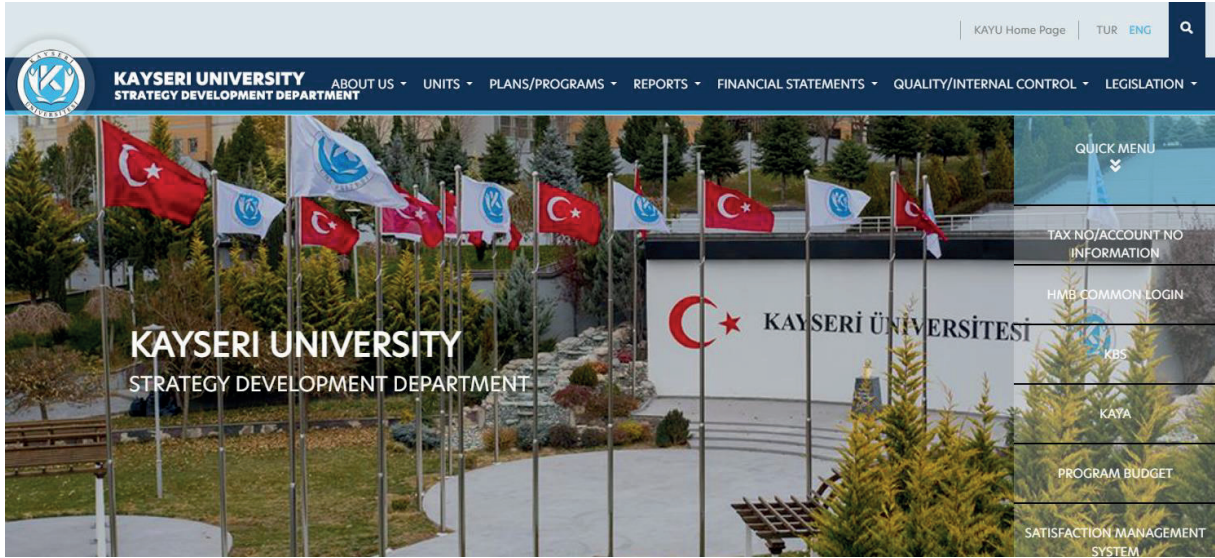 KAYU Home Page TUR ENG
KAYSERI UNIVERSITY
STRATEGY DEVELOPMENT DEPARTMENT
ABOUT US UNITS PLANS/PROGRAMS REPORTS FINANCIAL STATEMENTS QUALITY/INTERNAL CONTROL LEGISLATION
QUICK MENU
TAX NO/ACCOUNT NO
INFORMATION
HMB COMMON LOGIN
KBS
KAYA
PROGRAM BUDGET
SATISFACTION MANAGEMENT
SYSTEM
KAYSERİ ÜNİVERSİTESİ
KAYSERI UNIVERSITY
STRATEGY DEVELOPMENT DEPARTMENT